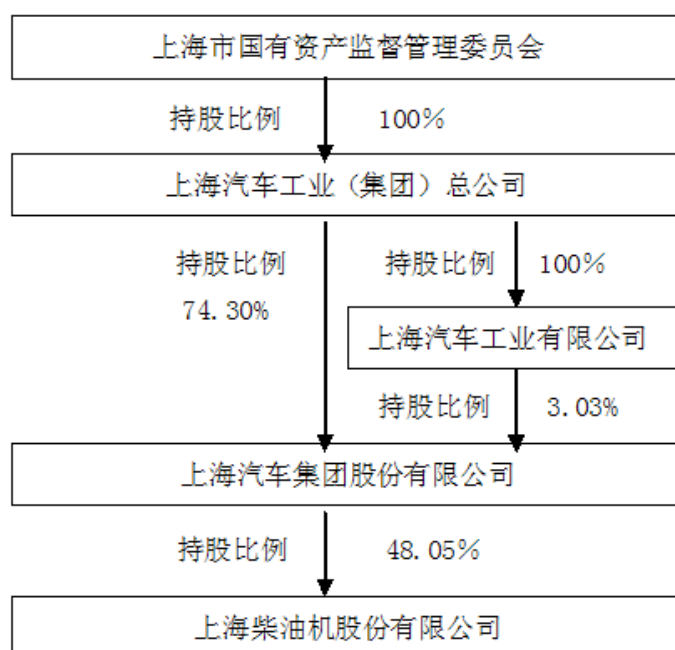 上海市国有资产监督管理委员会
持股比例 100%
上海汽车工业（集团）总公司
持股比例 持股比例 100%
74.30%
上海汽车工业有限公司
持股比例 3.03%
上海汽车集团股份有限公司
持股比例 48.05%
上海柴油机股份有限公司